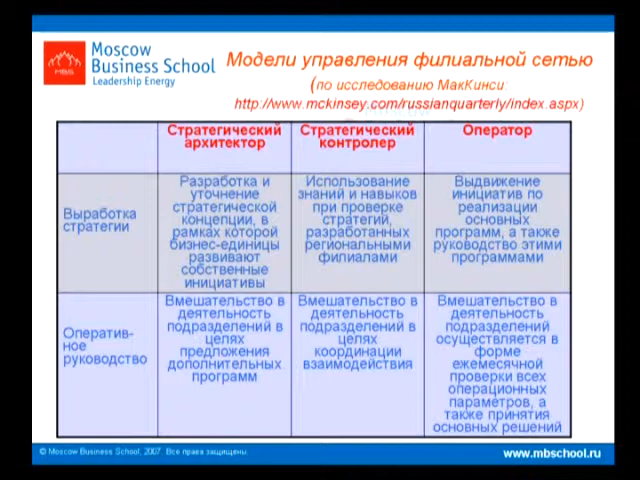 Moscow
Business School
Leadership Energy
MBS
Модели управления филиальной сетью
(по исследованию МакКинси:
http://www.mckinsey.com/russianquarterly/index.aspx)
Стратегический
архитектор
Стратегический
контролер
Оператор
Выработка
стратегии
Разработка и
уточнение
стратегической
концепции, в
рамках которой
бизнес-единицы
развивают
собственные
инициативы
Использование
знаний и навыков
при проверке
стратегий,
разработанных
региональными
филиалами
Выдвижение
инициатив по
реализации
основных
программ, а также
руководство этими
программами
Оператив-
ное
руководство
Вмешательство в
деятельность
подразделений в
целях
предложения
дополнительных
программ
Вмешательство в
деятельность
подразделений в
целях
координации
взаимодействия
Вмешательство в
деятельность
подразделений
осуществляется в
форме
ежемесячной
проверки всех
операционных
параметров, а
также принятия
основных решений
© Moscow Business School, 2007 Все права защищены.
www.mbschool.ru